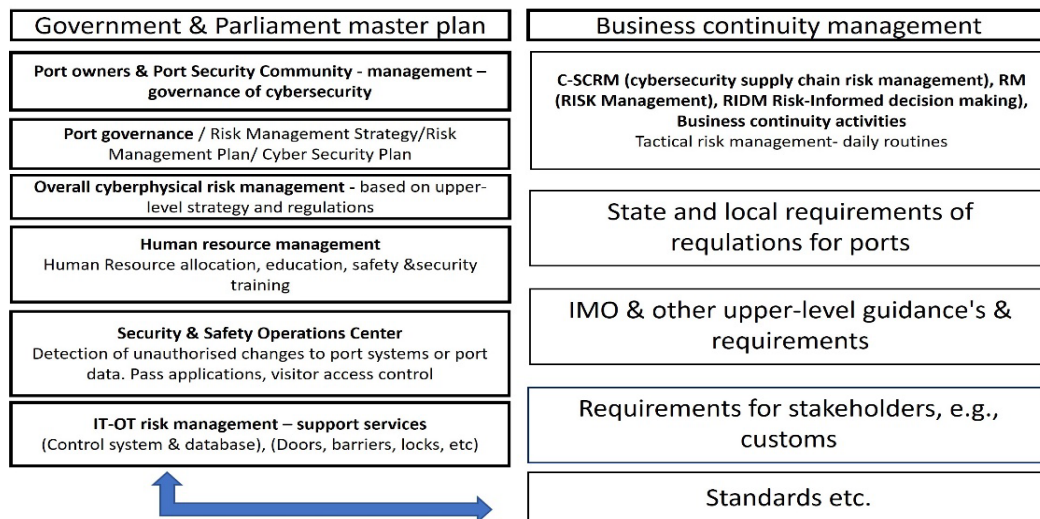 Government & Parliament master plan
Port owners & Port Security Community - management –
governance of cybersecurity
Port governance / Risk Management Strategy/Risk
Management Plan/ Cyber Security Plan
Overall cyberphysical risk management - based on upper-
level strategy and regulations
Human resource management
Human Resource allocation, education, safety &security
training
Security & Safety Operations Center
Detection of unauthorised changes to port systems or port
data. Pass applications, visitor access control
IT-OT risk management – support services
(Control system & database), (Doors, barriers, locks, etc)
Business continuity management
C-SCRM (cybersecurity supply chain risk management), RM
(RISK Management), RIDM Risk-Informed decision making),
Business continuity activities
Tactical risk management- daily routines
State and local requirements of
requlations for ports
IMO & other upper-level guidance's &
requirements
Requirements for stakeholders, e.g.,
customs
Standards etc.